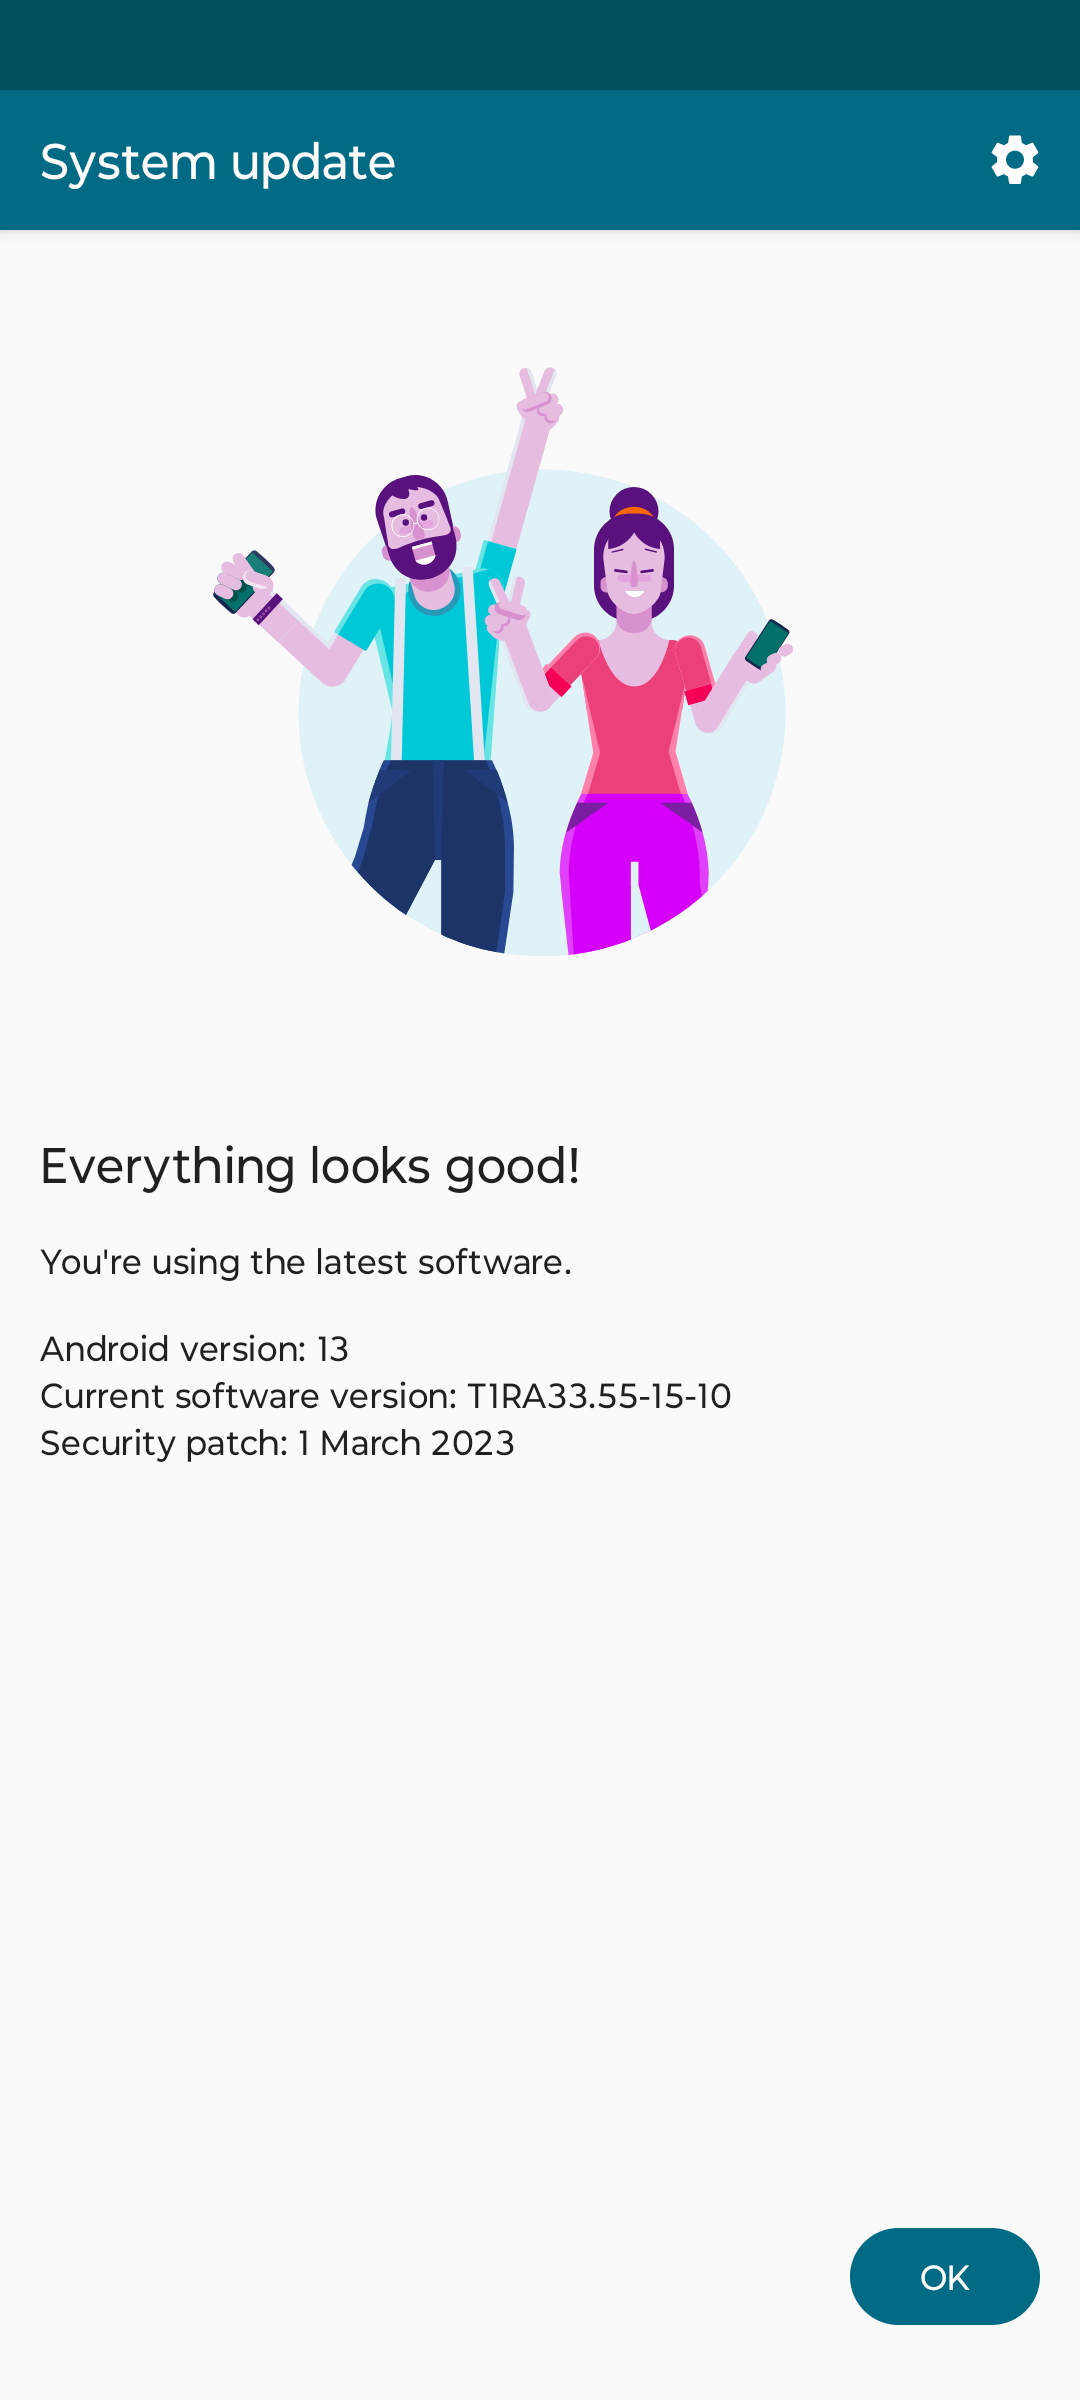 System update
Everything looks good!
You're using the latest software.
Android version: 13
Current software version: T1RA33.55-15-10
Security patch: 1 March 2023
OK